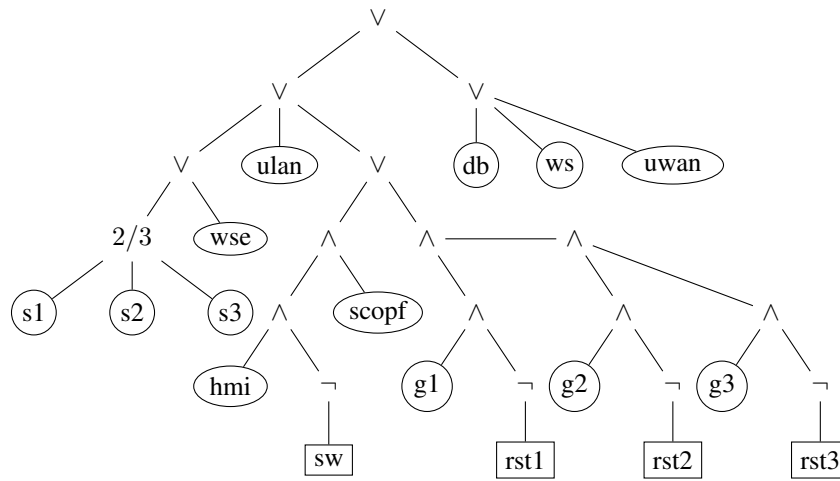 ∨
∨ ∨
∨ ulan ∨ db ws uwan
2/3 wse ∧ ∧ ∧
s1 s2 s3 ∧ scopf ∧ ∧ ∧
hmi ¬ g1 ¬ g2 ¬ g3 ¬
sw rst1 rst2 rst3